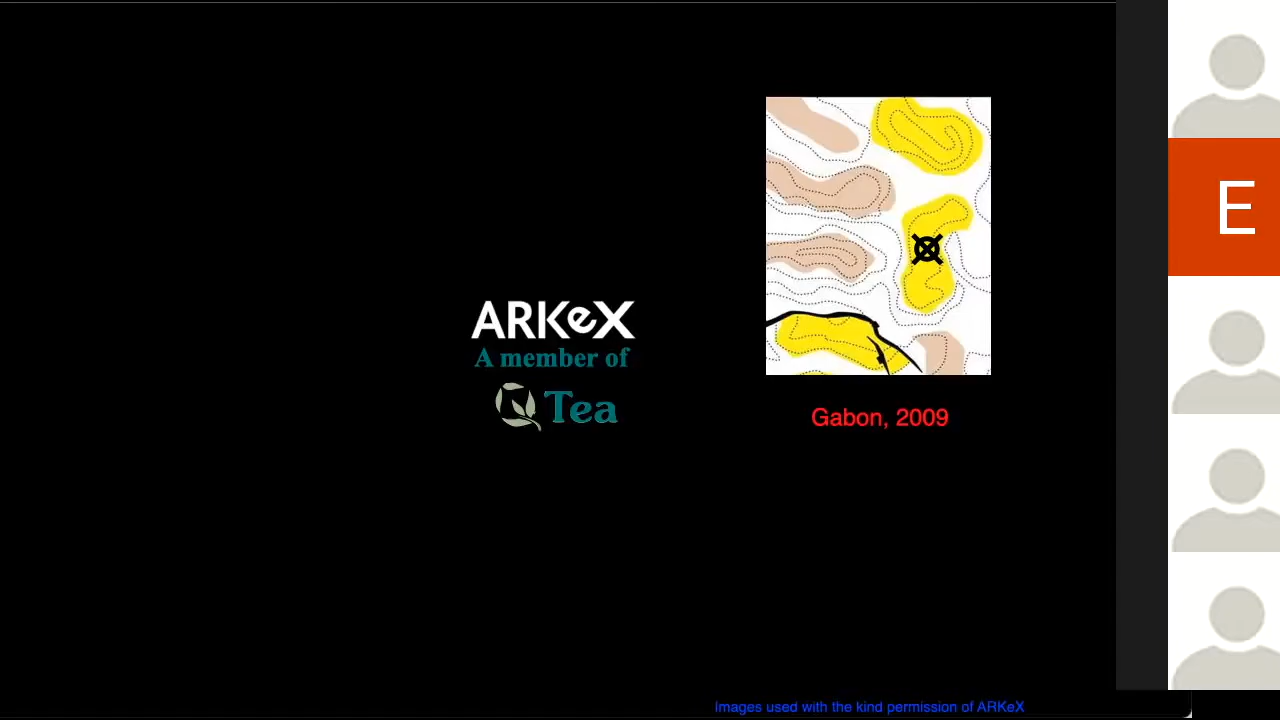 ARKeX
A member of
Tea
Gabon, 2009
Images used with the kind permission of ARKeX
E